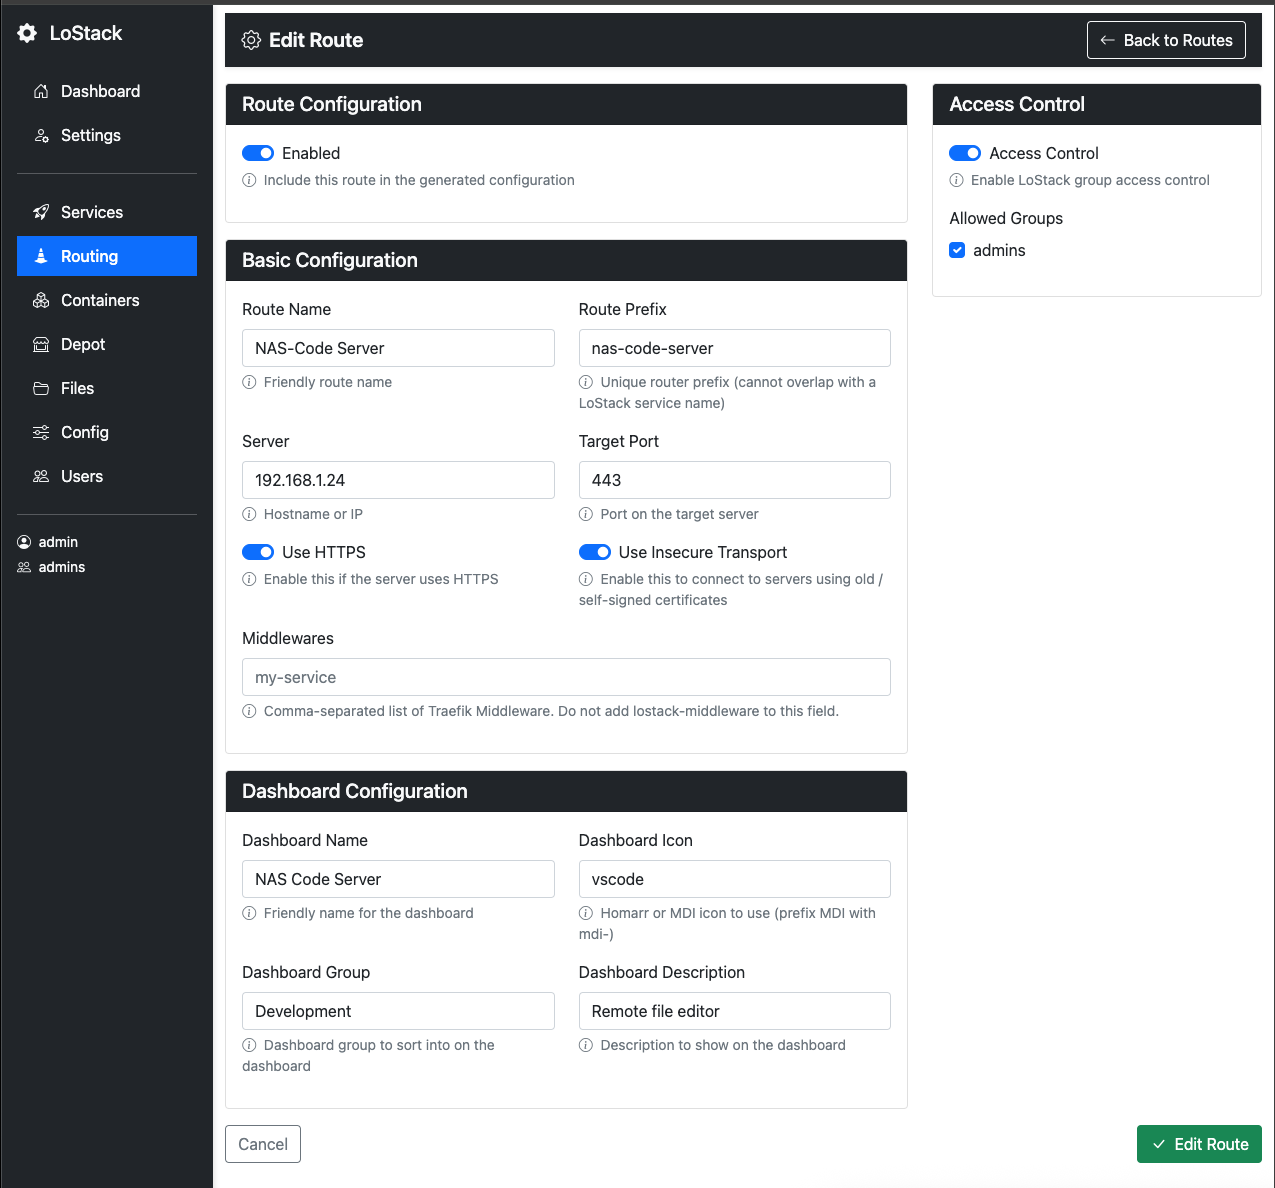 LoStack
Dashboard
Settings
Services
Routing
Containers
Depot
Files
Config
Users
admin
admins
Edit Route
Back to Routes
Route Configuration
Enabled
Include this route in the generated configuration
Basic Configuration
Route Name
NAS-Code Server
Friendly route name
Route Prefix
nas-code-server
Unique router prefix (cannot overlap with a
LoStack service name)
Server
192.168.1.24
Hostname or IP
Target Port
443
Port on the target server
Use HTTPS
Enable this if the server uses HTTPS
Use Insecure Transport
Enable this to connect to servers using old /
self-signed certificates
Middlewares
my-service
Comma-separated list of Traefik Middleware. Do not add lostack-middleware to this field.
Dashboard Configuration
Dashboard Name
NAS Code Server
Friendly name for the dashboard
Dashboard Icon
vscode
Homarr or MDI icon to use (prefix MDI with
mdi-)
Dashboard Group
Development
Dashboard group to sort into on the
dashboard
Dashboard Description
Remote file editor
Description to show on the dashboard
Access Control
Access Control
Enable LoStack group access control
Allowed Groups
admins
Cancel
Edit Route